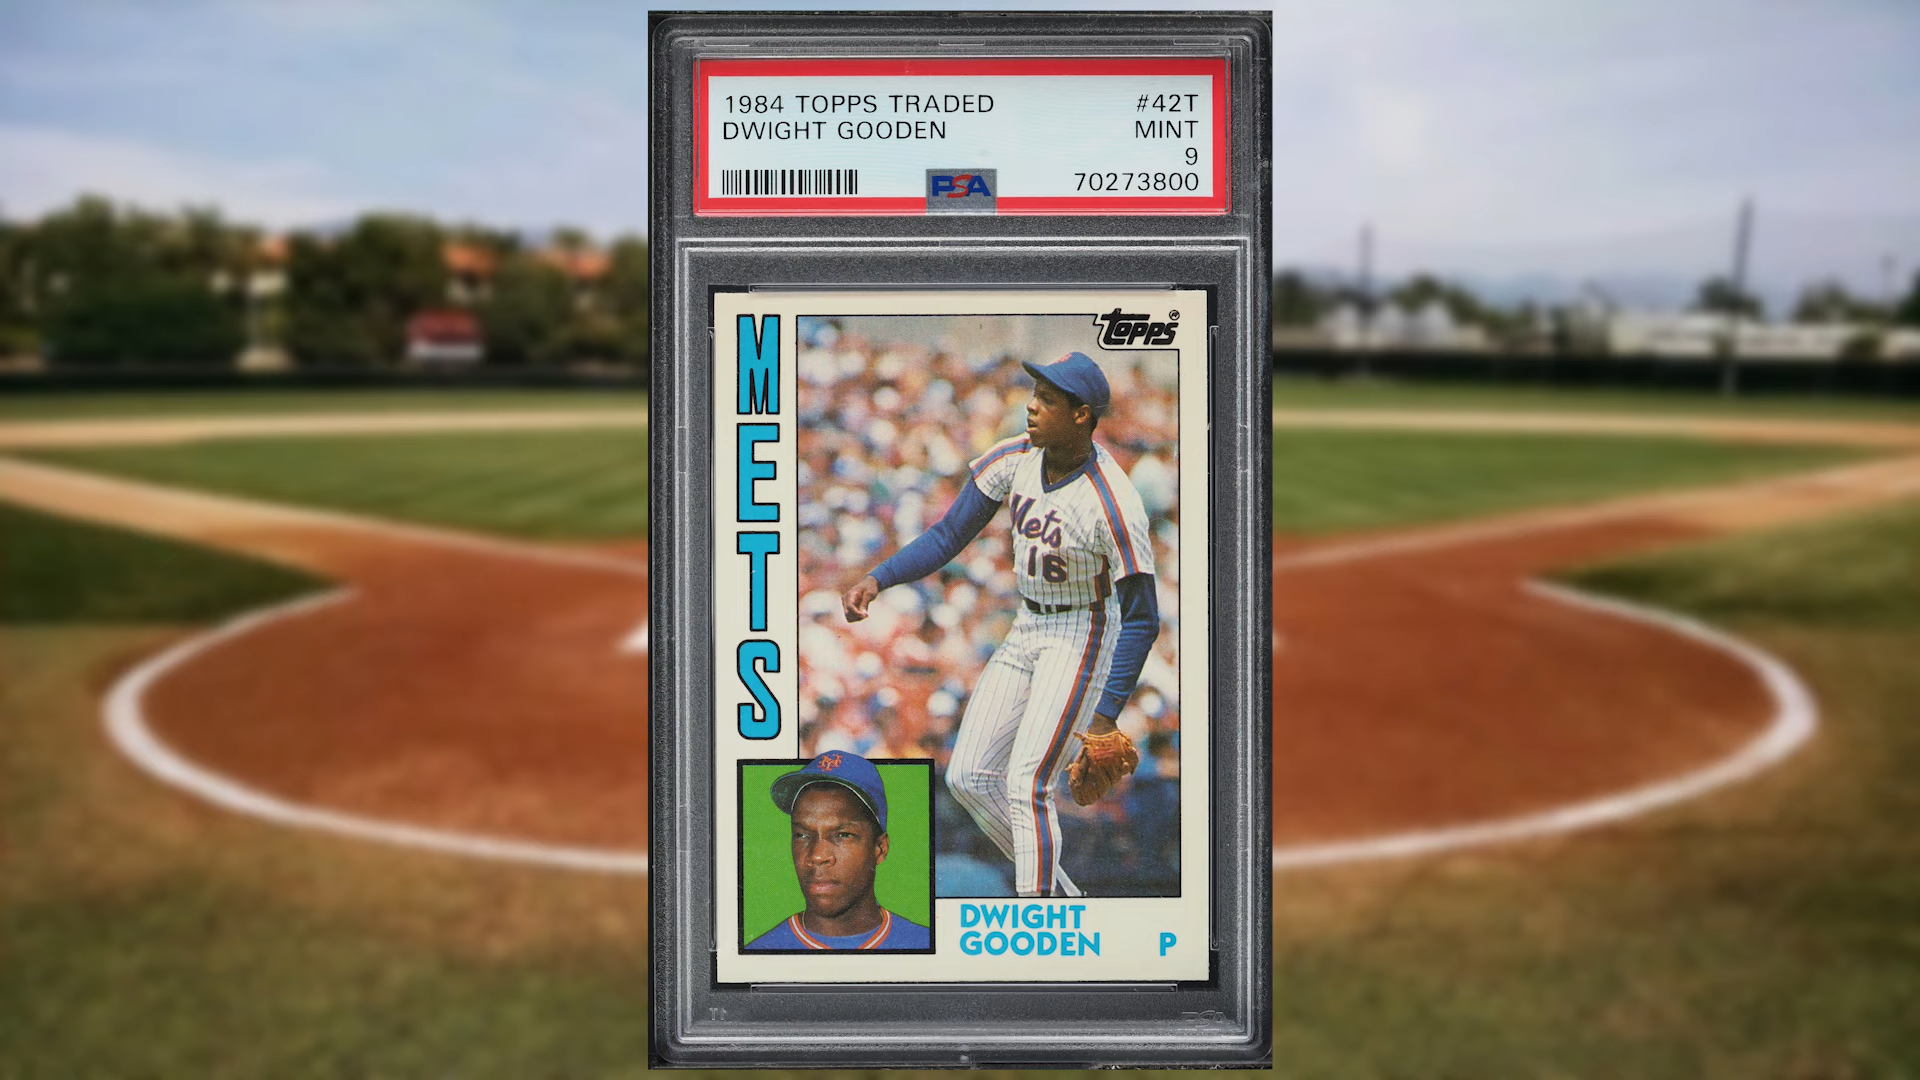 1984 TOPPS TRADED #42T
DWIGHT GOODEN MINT
9
PSA 70273800
METS
Topps
Mets
16
DWIGHT
GOODEN P